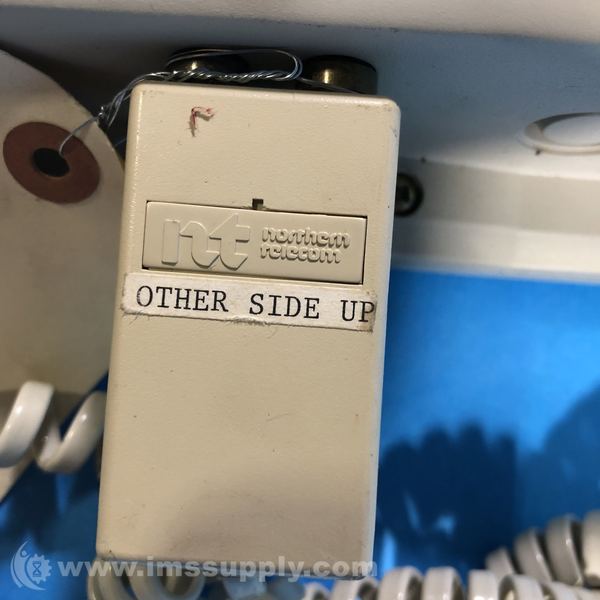 nt northern
telecom
OTHER SIDE UP
www.imssupply.com